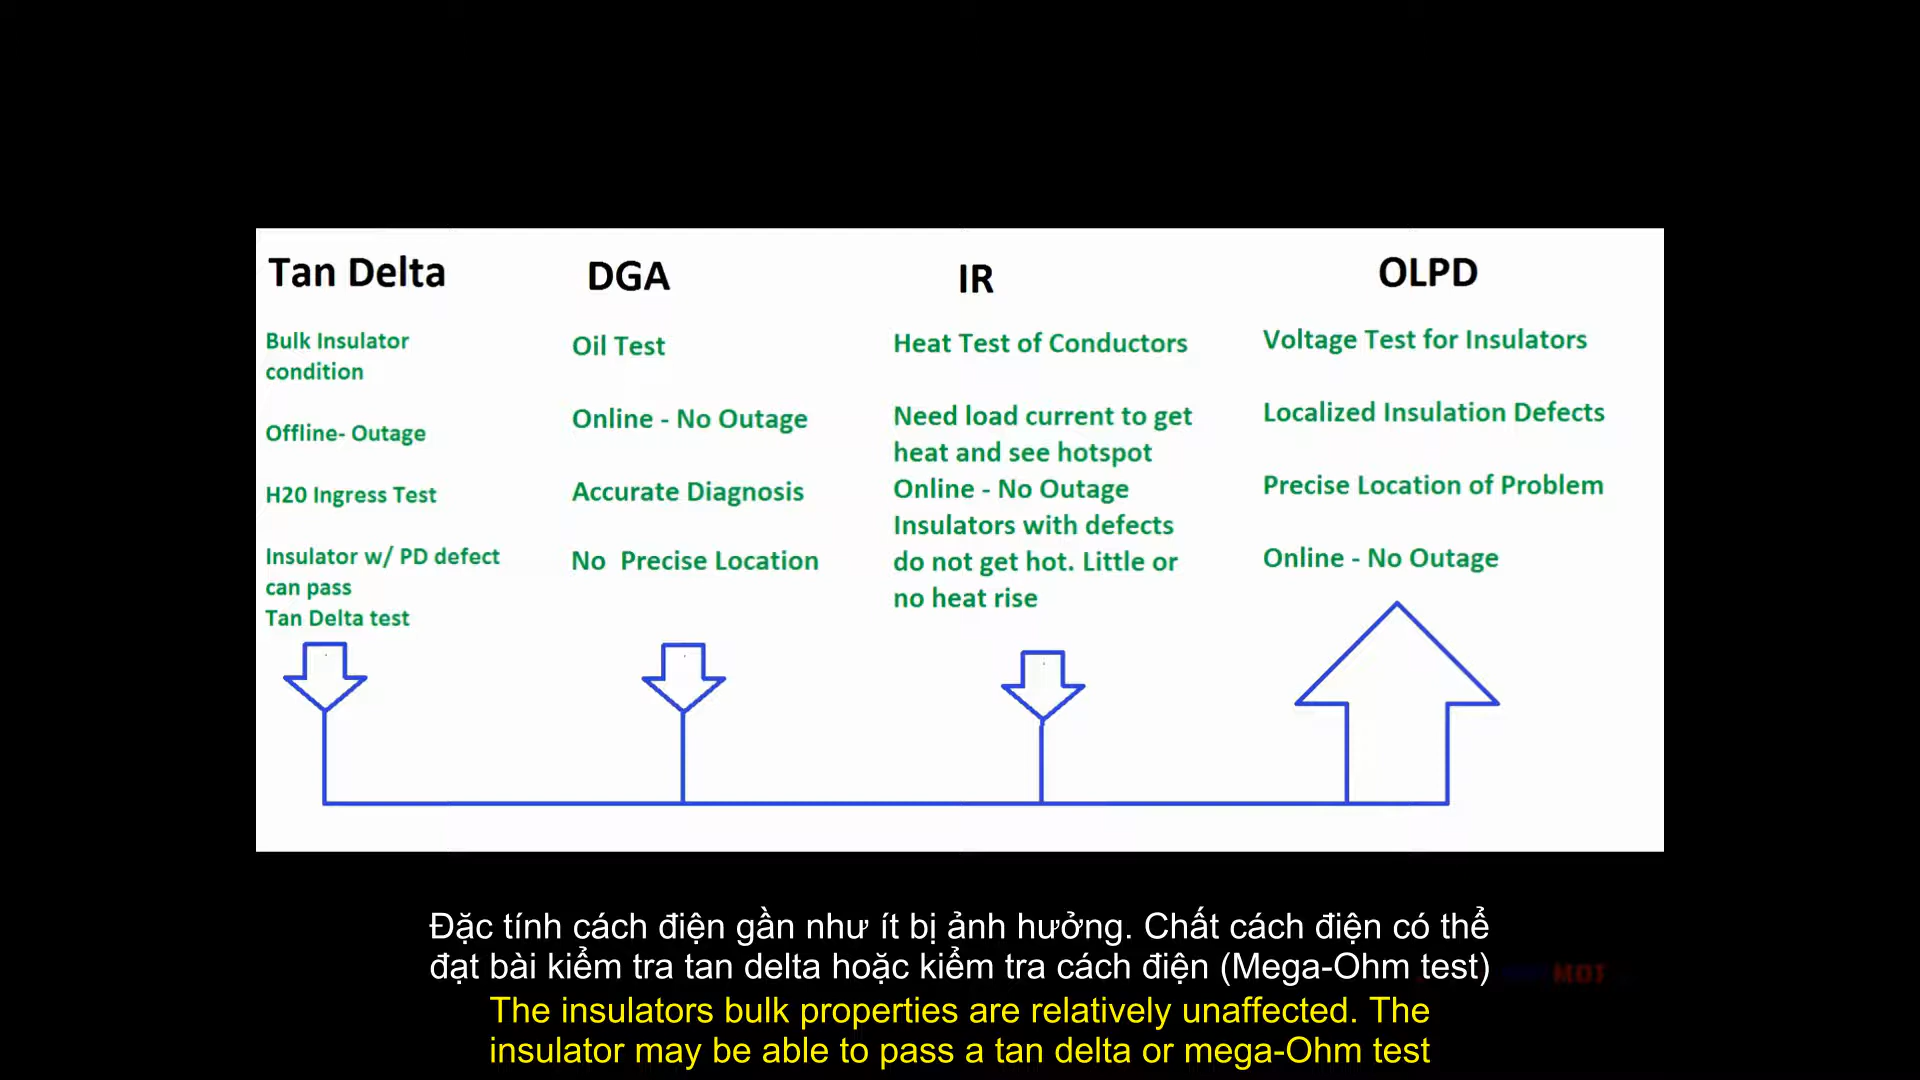 Tan Delta
Bulk Insulator
condition
Offline- Outage
H20 Ingress Test
Insulator w/ PD defect
can pass
Tan Delta test
DGA
Oil Test
Online - No Outage
Accurate Diagnosis
No Precise Location
IR
Heat Test of Conductors
Need load current to get
heat and see hotspot
Online - No Outage
Insulators with defects
do not get hot. Little or
no heat rise
OLPD
Voltage Test for Insulators
Localized Insulation Defects
Precise Location of Problem
Online - No Outage
Đặc tính cách điện gần như ít bị ảnh hưởng. Chất cách điện có thể
đạt bài kiểm tra tan delta hoặc kiểm tra cách điện (Mega-Ohm test)
The insulators bulk properties are relatively unaffected. The
insulator may be able to pass a tan delta or mega-Ohm test